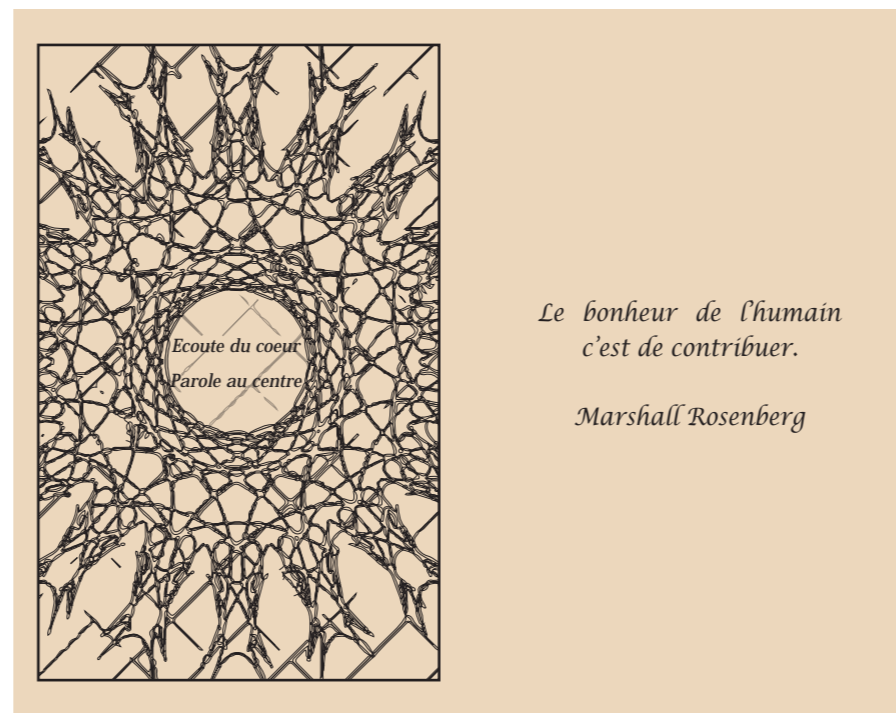 Ecoute du coeur
Parole au centre
Le bonheur de l'humain
c'est de contribuer.
Marshall Rosenberg